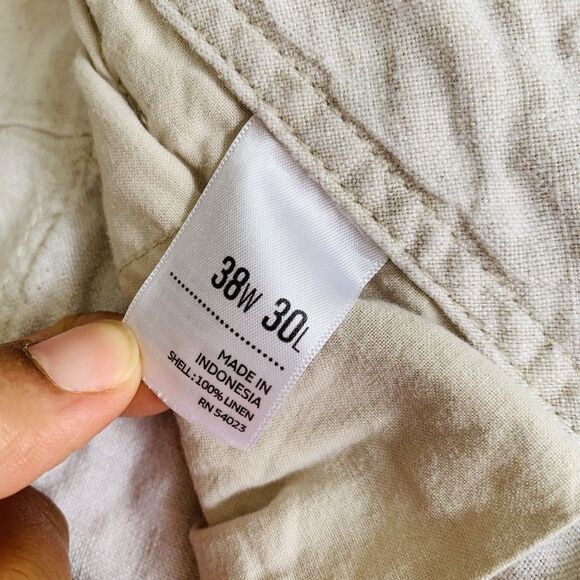 38W 30L
MADE IN
INDONESIA
SHELL: 100% LINEN
RN 54023